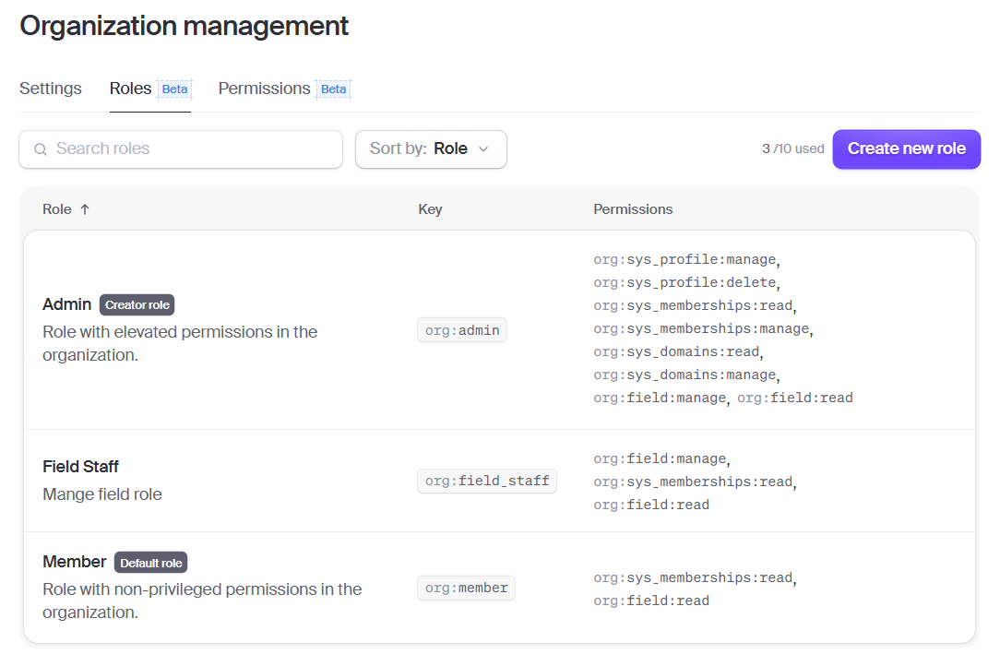 Organization management
Settings Roles Beta Permissions Beta
Search roles Sort by: Role 3 /10 used Create new role
Role ↑ Key Permissions
Admin Creator role
Role with elevated permissions in the
organization.
org:admin
org:sys_profile:manage,
org:sys_profile:delete,
org:sys_memberships:read,
org:sys_memberships:manage,
org:sys_domains:read,
org:sys_domains:manage,
org:field:manage, org:field:read
Field Staff
Mange field role
org:field_staff
org:field:manage,
org:sys_memberships:read,
org:field:read
Member Default role
Role with non-privileged permissions in the
organization.
org:member
org:sys_memberships:read,
org:field:read